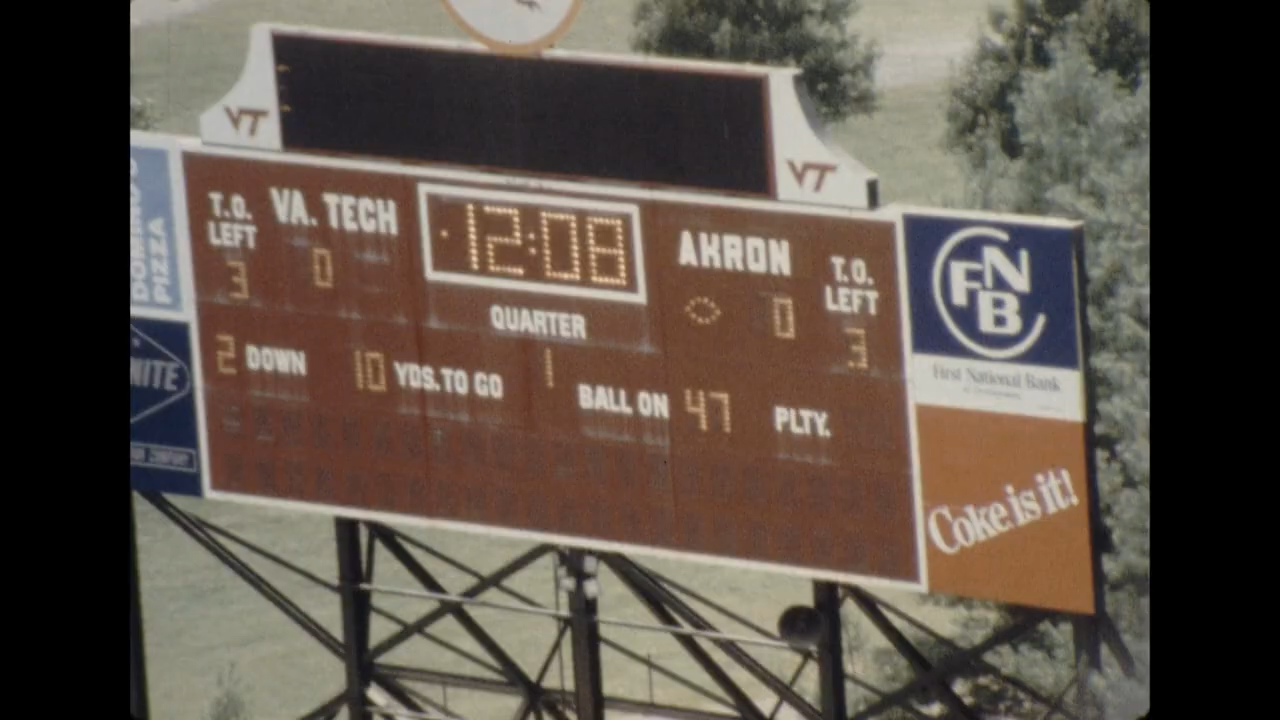 VT
VT
DOMINO'S
PIZZA
T.O.
LEFT
3
VA. TECH
0
12:08
AKRON
0
T.O.
LEFT
3
QUARTER
1
2 DOWN
10 YDS. TO GO
BALL ON 47
PLTY.
FNB
First National Bank
Coke is it!